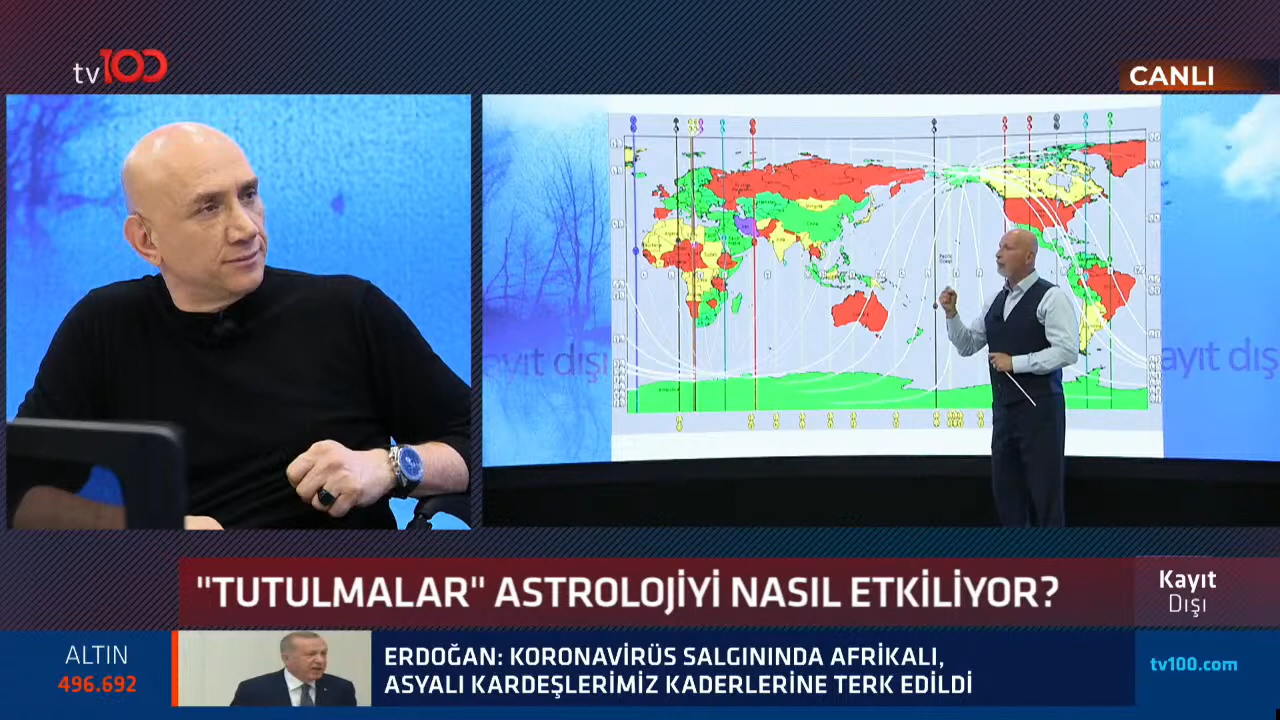 tv100
CANLI
kayıt dışı
kayıt dışı
"TUTULMALAR" ASTROLOJİYİ NASIL ETKİLİYOR?
Kayıt
Dışı
ALTIN
496.692
ERDOĞAN: KORONAVİRÜS SALGININDA AFRİKALI,
ASYALI KARDEŞLERİMİZ KADERLERİNE TERK EDİLDİ
tv100.com